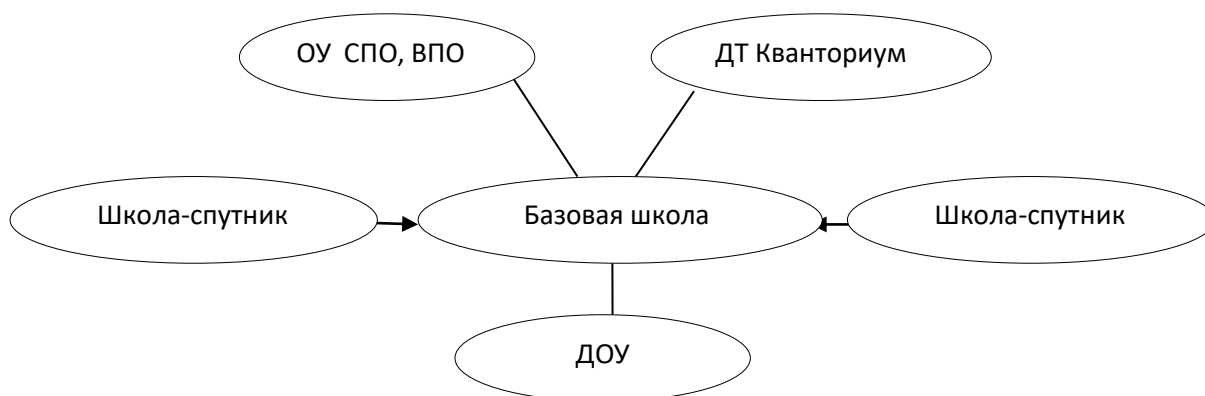 ОУ СПО, ВПО
ДТ Кванториум
Школа-спутник
Базовая школа
Школа-спутник
ДОУ